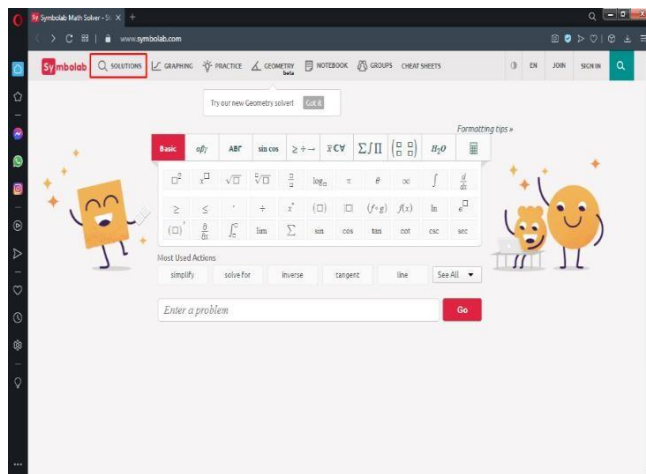 Symbolab Math Solver - St
www.symbolab.com
Symbolab SOLUTIONS GRAPHING PRACTICE GEOMETRY beta NOTEBOOK GROUPS CHEAT SHEETS EN JOIN SIGN IN
Try our new Geometry solver! Got it
Formatting tips »
Basic αβγ ΑΒΓ sin cos ≥ ÷ → x̄ ℂ ∀ ∑ ∫ ∏ (□ □ □ □) H₂O
□² x^□ √□ ⁿ√□ □/□ log□ π θ ∞ ∫ d/dx
≥ ≤ · ÷ x° (□) |□| (f∘g) f(x) ln e^□
(□)' ∂/∂x ∫ lim ∑ sin cos tan cot csc sec
Most Used Actions
simplify solve for inverse tangent line See All
Enter a problem Go